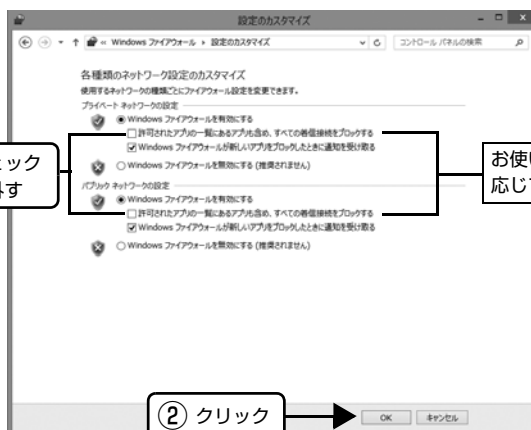 設定のカスタマイズ
« Windows ファイアウォール ▸ 設定のカスタマイズ
コントロール パネルの検索
各種類のネットワーク設定のカスタマイズ
使用するネットワークの種類ごとにファイアウォール設定を変更できます。
プライベート ネットワークの設定
Windows ファイアウォールを有効にする
許可されたアプリの一覧にあるアプリも含め、すべての着信接続をブロックする
Windows ファイアウォールが新しいアプリをブロックしたときに通知を受け取る
Windows ファイアウォールを無効にする (推奨されません)
パブリック ネットワークの設定
Windows ファイアウォールを有効にする
許可されたアプリの一覧にあるアプリも含め、すべての着信接続をブロックする
Windows ファイアウォールが新しいアプリをブロックしたときに通知を受け取る
Windows ファイアウォールを無効にする (推奨されません)
ェック
外す
お使い
応じて
② クリック
OK
キャンセル